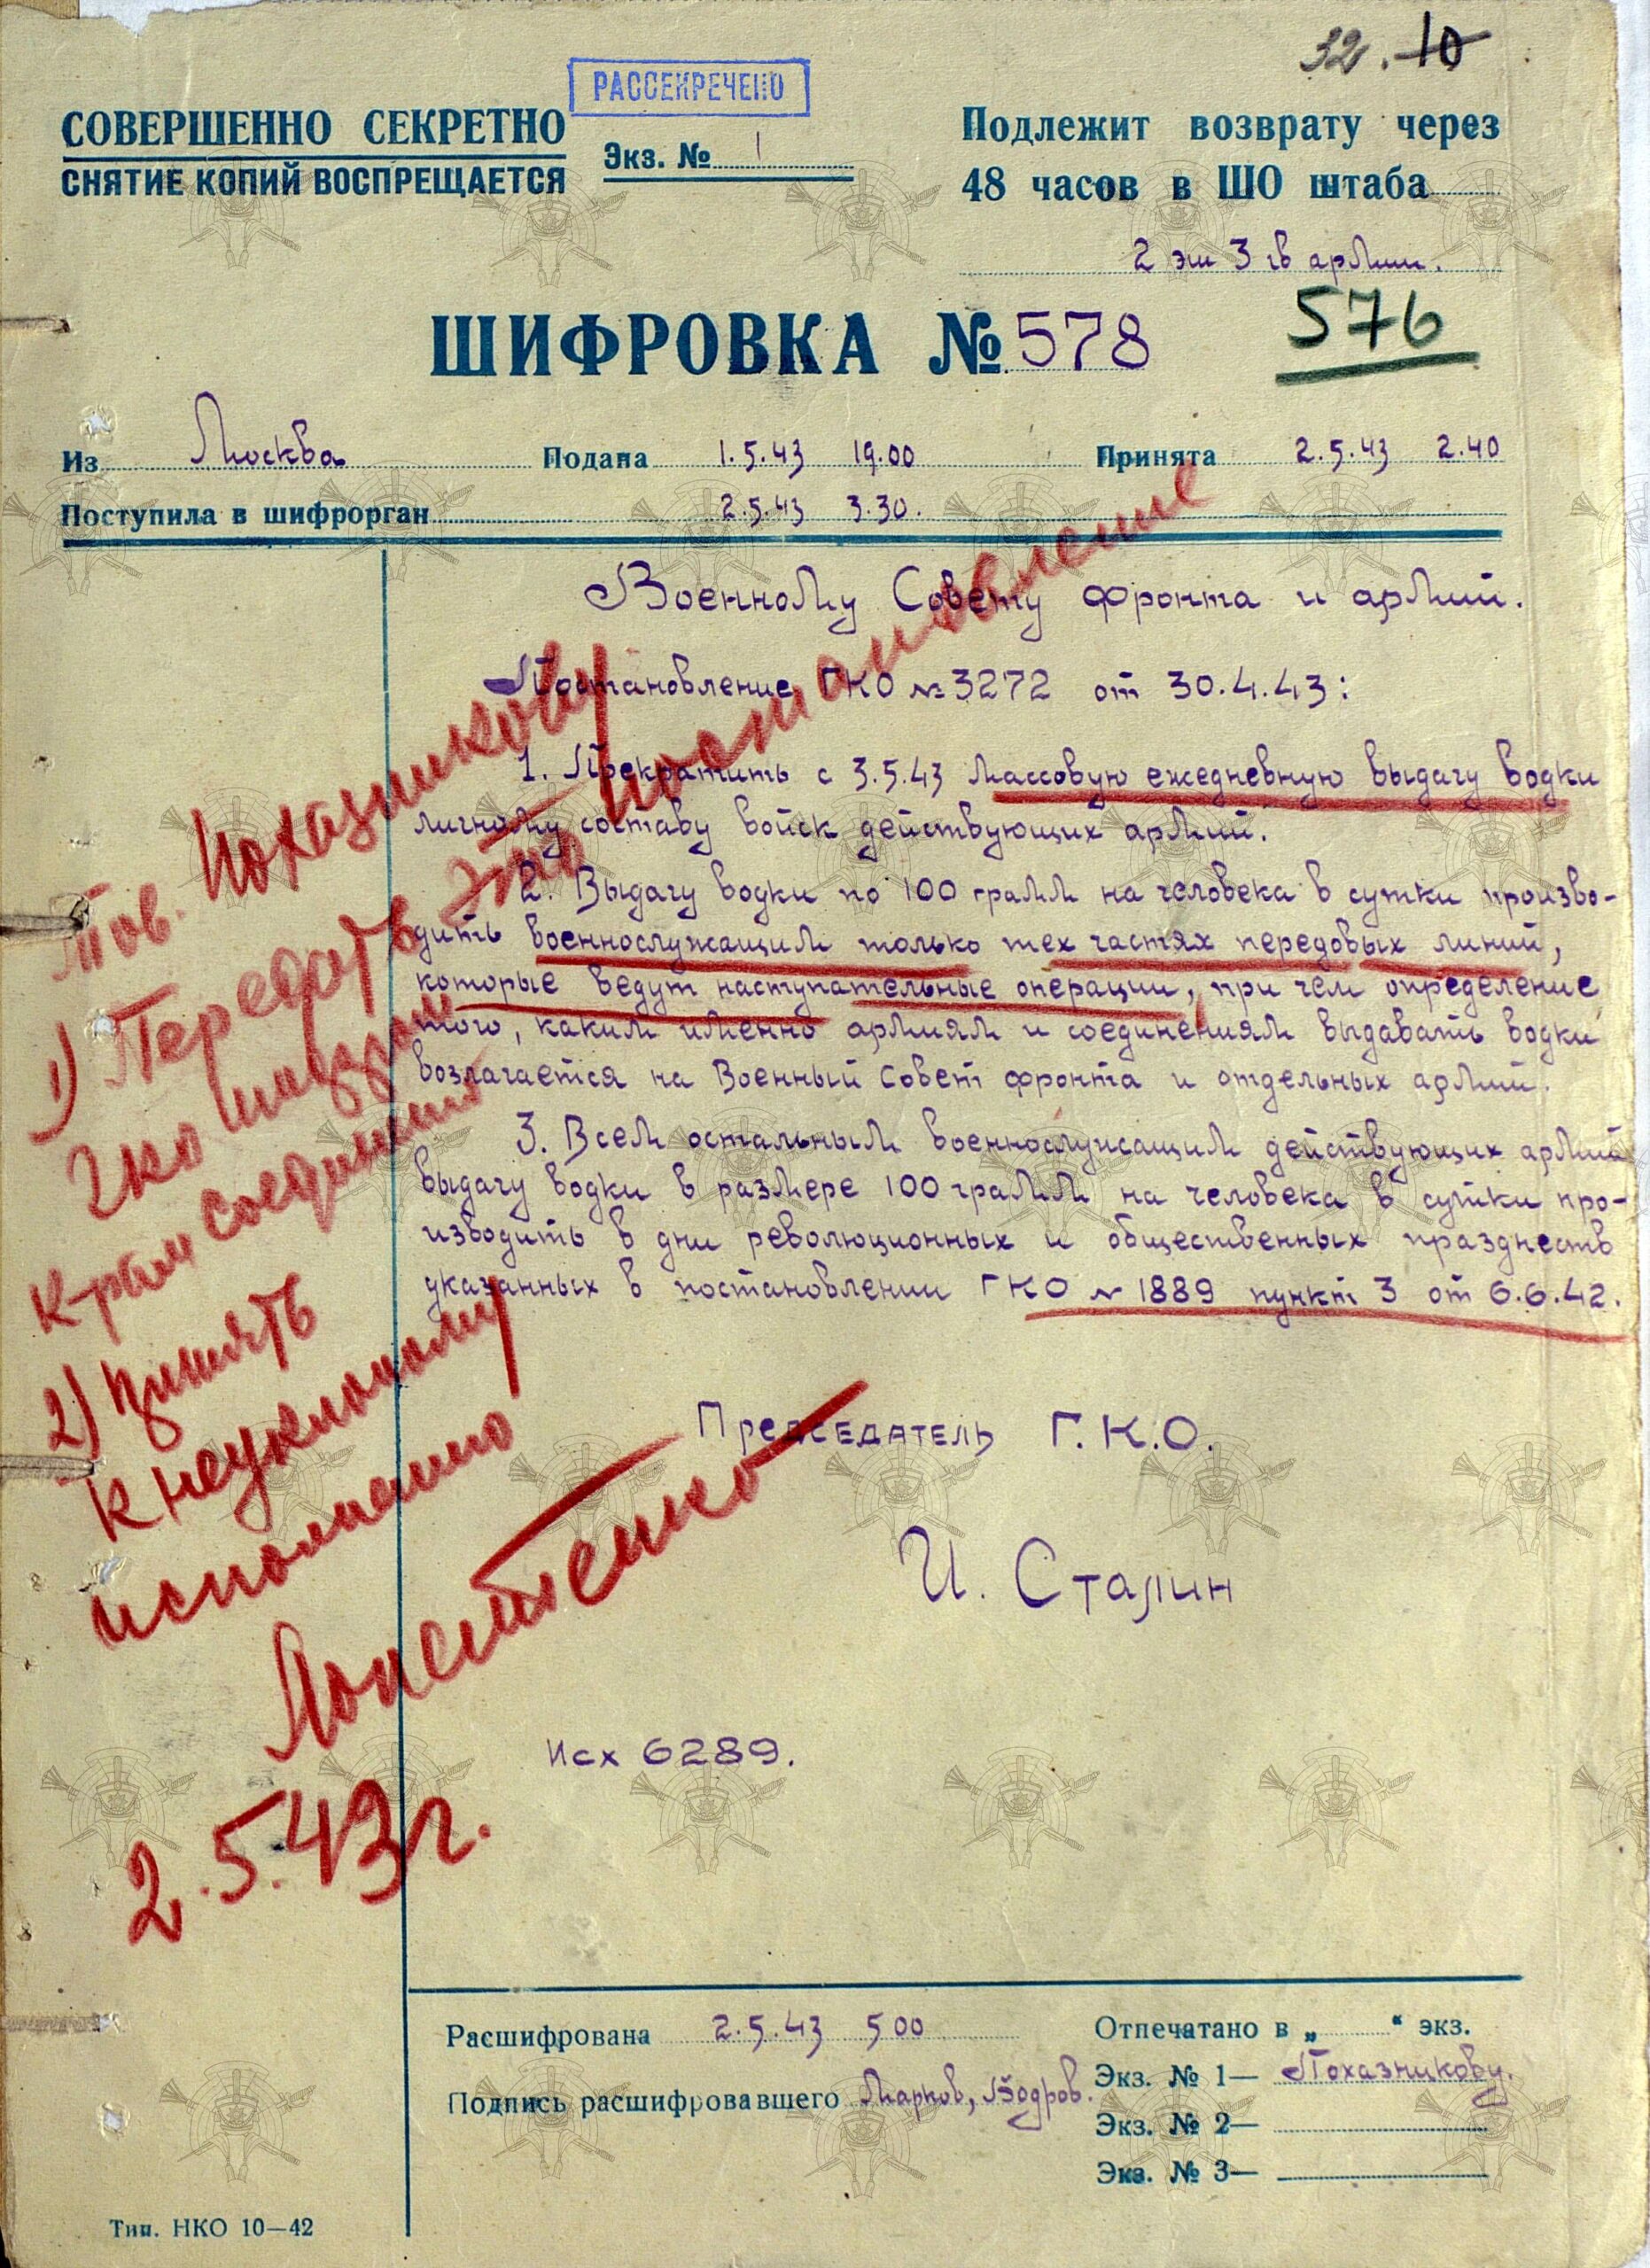 32. 10
РАССЕКРЕЧЕНО
СОВЕРШЕННО СЕКРЕТНО
СНЯТИЕ КОПИЙ ВОСПРЕЩАЕТСЯ
Экз. № 1
Подлежит возврату через
48 часов в ШО штаба
2 эш 3 гв армии.
ШИФРОВКА № 578
576
Из Москва Подана 1.5.43 19.00 Принята 2.5.43 2.40
Поступила в шифрорган 2.5.43 3.30.
Военному Совету фронта и армий.
Постановление ГКО № 3272 от 30.4.43:
1. Прекратить с 3.5.43 массовую ежедневную выдачу водки
личному составу войск действующих армий.
2. Выдачу водки по 100 грамм на человека в сутки произво-
дить военнослужащим только тех частях передовых линий,
которые ведут наступательные операции, при чем определение
того, каким именно армиям и соединениям выдавать водки
возлагается на Военный Совет фронта и отдельных армий.
3. Всем остальным военнослужащим действующих армий
выдачу водки в размере 100 грамм на человека в сутки про-
изводить в дни революционных и общественных празднеств
указанных в постановлении ГКО № 1889 пункт 3 от 6.6.42.
Председатель Г.К.О.
И. Сталин
Исх 6289.
Тов. Похазникову
1) Передать это постановление
ГКО
соединений
2) Принять
к неуклонному
исполнению
2.5.43 г.
Расшифрована 2.5.43 5 00
Подпись расшифровавшего Марков, Бодров.
Отпечатано в „ “ экз.
Экз. № 1— Похазникову.
Экз. № 2—
Экз. № 3—
Тип. НКО 10—42